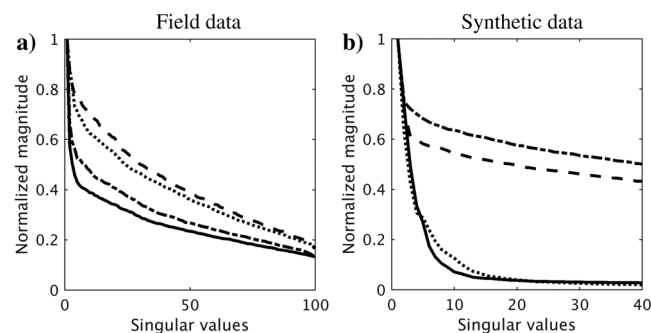 Field data
a)
Normalized magnitude
1
0.8
0.6
0.4
0.2
0
0 50 100
Singular values
Synthetic data
b)
Normalized magnitude
1
0.8
0.6
0.4
0.2
0
0 10 20 30 40
Singular values